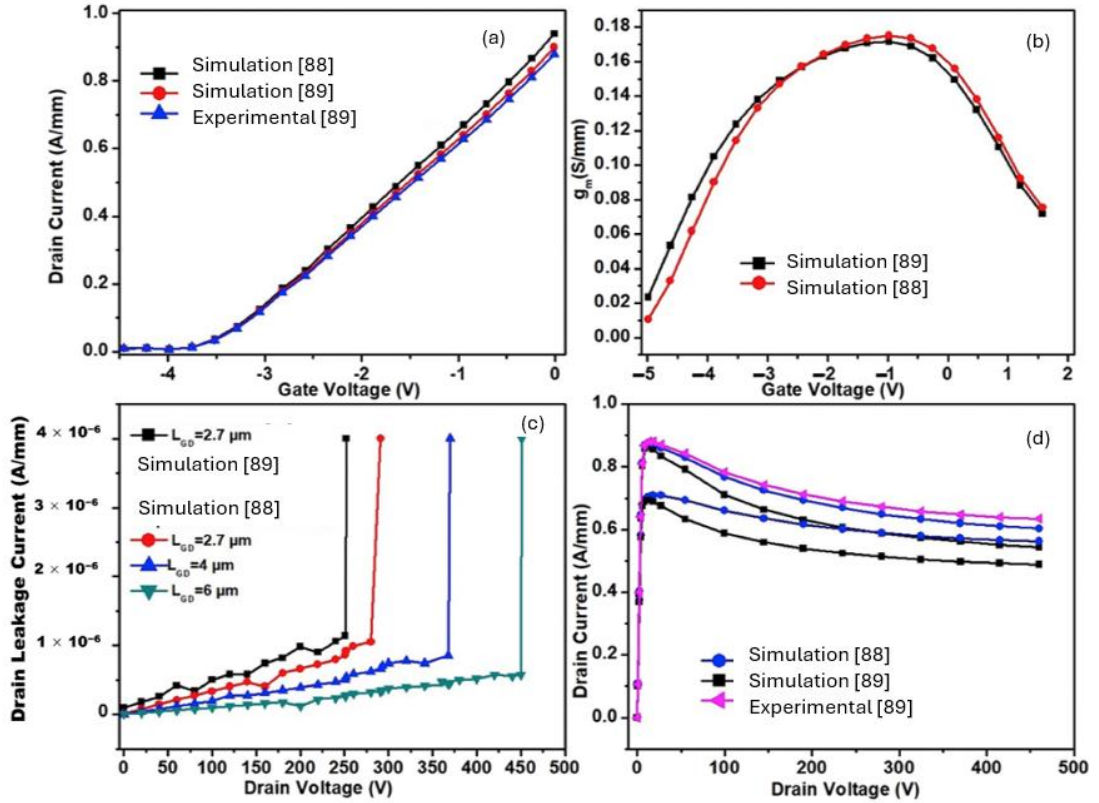 (a)
Simulation [88]
Simulation [89]
Experimental [89]
Drain Current (A/mm)
1.0
0.8
0.6
0.4
0.2
0.0
-4 -3 -2 -1 0
Gate Voltage (V)
(b)
Simulation [89]
Simulation [88]
gm(S/mm)
0.18
0.16
0.14
0.12
0.10
0.08
0.06
0.04
0.02
0.00
−5 −4 −3 −2 −1 0 1 2
Gate Voltage (V)
(c)
LGD=2.7 μm
Simulation [89]
Simulation [88]
LGD=2.7 μm
LGD=4 μm
LGD=6 μm
Drain Leakage Current (A/mm)
4 × 10⁻⁶
3 × 10⁻⁶
2 × 10⁻⁶
1 × 10⁻⁶
0
0 50 100 150 200 250 300 350 400 450 500
Drain Voltage (V)
(d)
Simulation [88]
Simulation [89]
Experimental [89]
Drain Current (A/mm)
1.0
0.8
0.6
0.4
0.2
0.0
0 100 200 300 400 500
Drain Voltage (V)